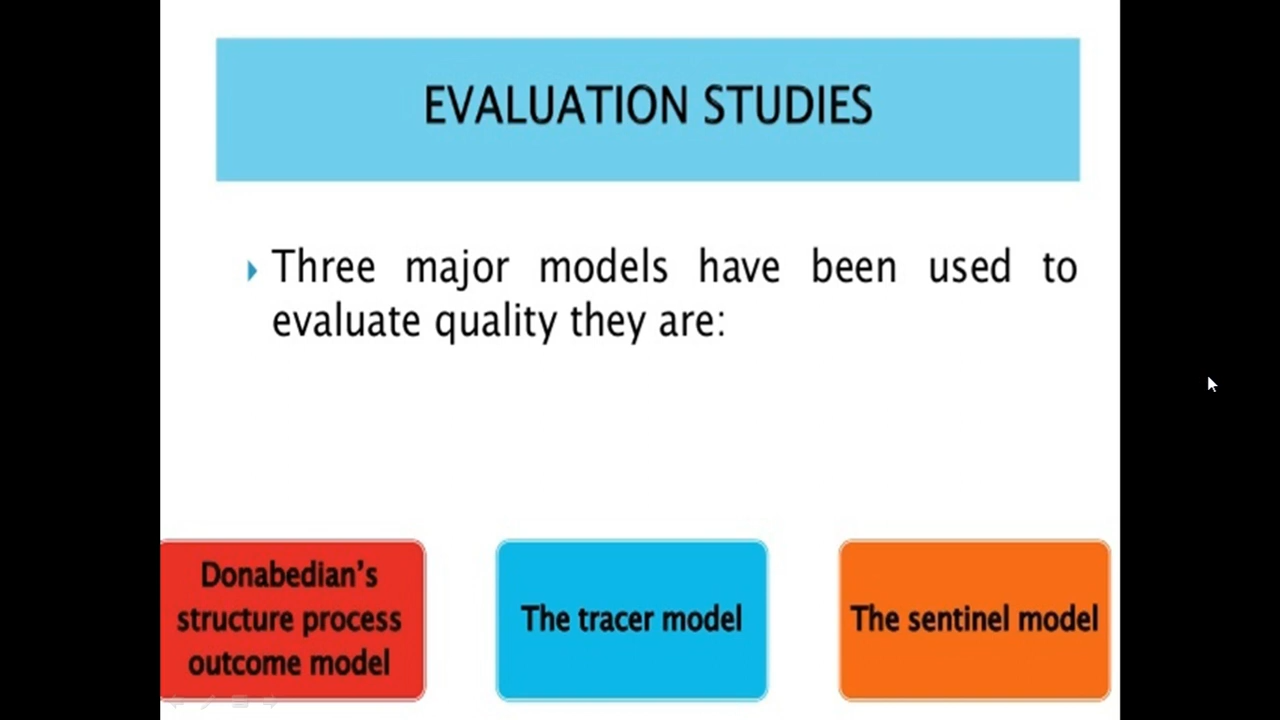 EVALUATION STUDIES
Three major models have been used to
evaluate quality they are:
Donabedian's
structure process
outcome model
The tracer model
The sentinel model